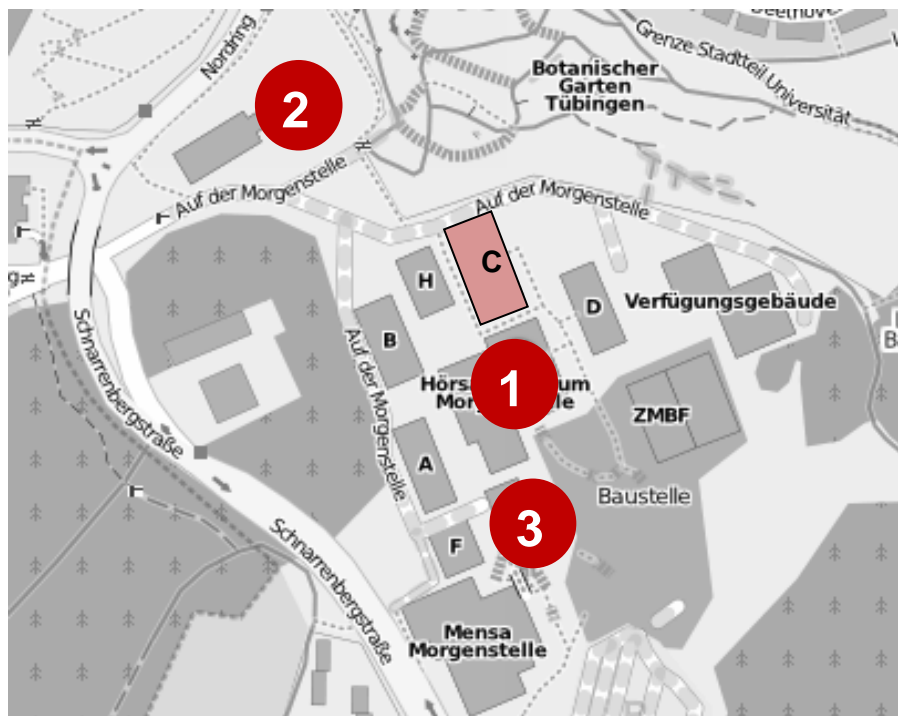 Nordring
2
Grenze Stadtteil Universität
Botanischer
Garten
Tübingen
Auf der Morgenstelle
Auf der Morgenstelle
C
H
D
Verfügungsgebäude
B
Schnarrenbergstraße
Auf der Morgenstelle
1
ZMBF
A
Baustelle
3
F
Schnarrenbergstraße
Mensa
Morgenstelle